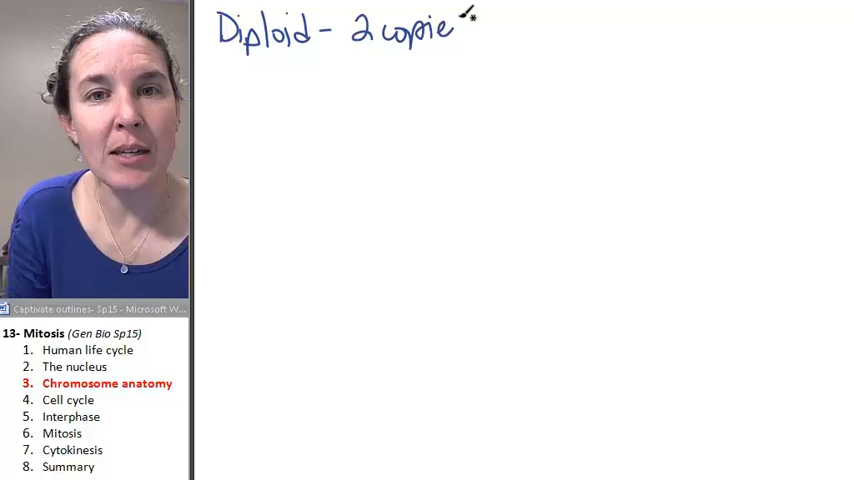 Diploid - 2 copie
Captivate outlines- Sp15 - Microsoft W...
13- Mitosis (Gen Bio Sp15)
1. Human life cycle
2. The nucleus
3. Chromosome anatomy
4. Cell cycle
5. Interphase
6. Mitosis
7. Cytokinesis
8. Summary